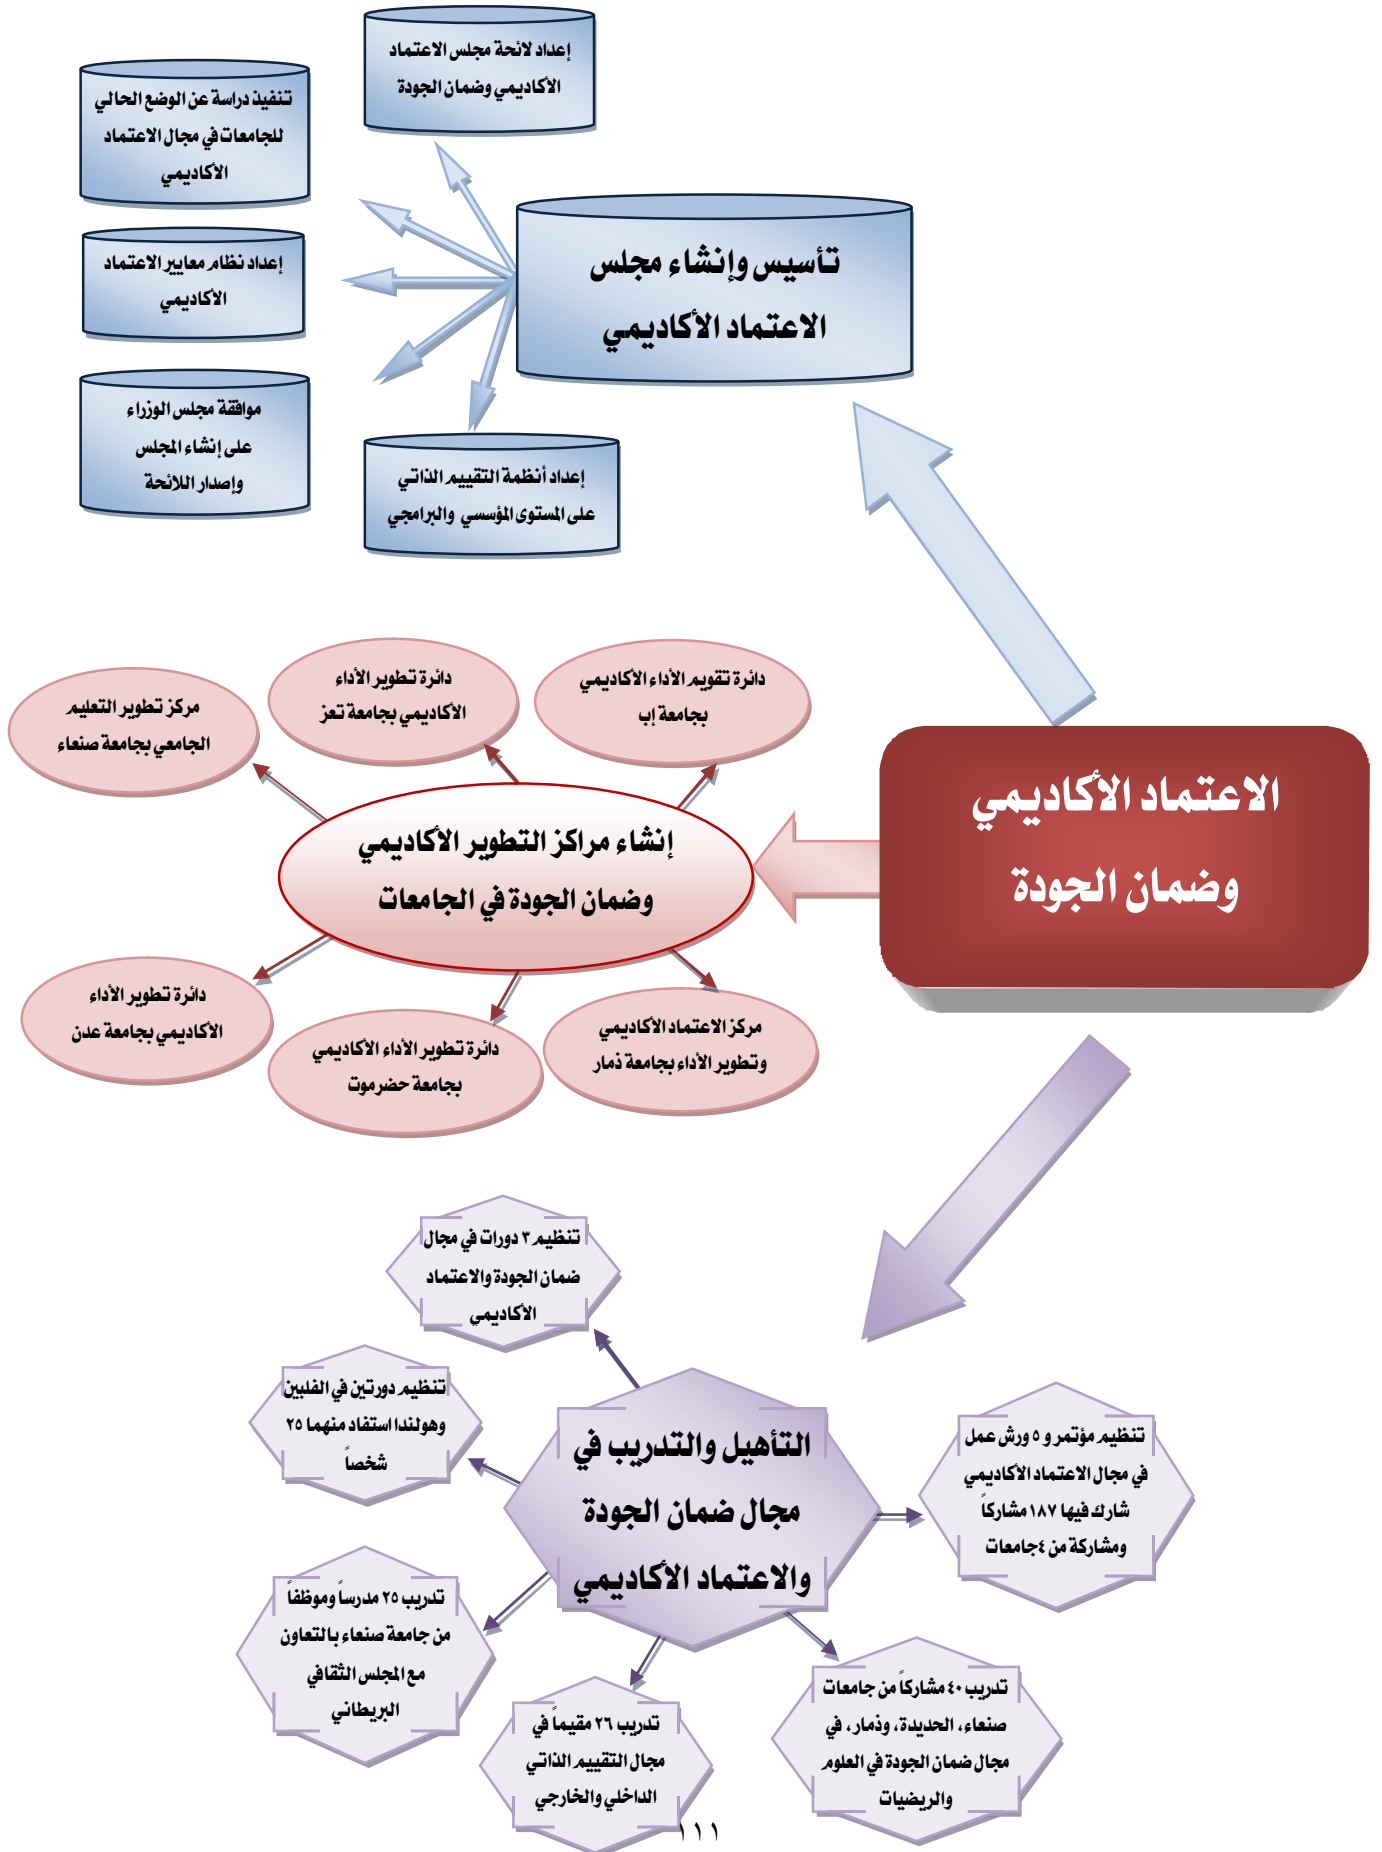 إعداد لائحة مجلس الاعتماد
الأكاديمي وضمان الجودة
تنفيذ دراسة عن الوضع الحالي
للجامعات في مجال الاعتماد
الأكاديمي
إعداد نظام معايير الاعتماد
الأكاديمي
موافقة مجلس الوزراء
على إنشاء المجلس
وإصدار اللائحة
إعداد أنظمة التقييم الذاتي
على المستوى المؤسسي والبرامجي
تأسيس وإنشاء مجلس
الاعتماد الأكاديمي
الاعتماد الأكاديمي
وضمان الجودة
دائرة تقويم الأداء الأكاديمي
بجامعة إب
دائرة تطوير الأداء
الأكاديمي بجامعة تعز
مركز تطوير التعليم
الجامعي بجامعة صنعاء
إنشاء مراكز التطوير الأكاديمي
وضمان الجودة في الجامعات
دائرة تطوير الأداء
الأكاديمي بجامعة عدن
دائرة تطوير الأداء الأكاديمي
بجامعة حضرموت
مركز الاعتماد الأكاديمي
وتطوير الأداء بجامعة ذمار
تنظيم ٣ دورات في مجال
ضمان الجودة والاعتماد
الأكاديمي
تنظيم دورتين في الفلبين
وهولندا استفاد منهما ٢٥
شخصاً
التأهيل والتدريب في
مجال ضمان الجودة
والاعتماد الأكاديمي
تنظيم مؤتمر و ٥ ورش عمل
في مجال الاعتماد الأكاديمي
شارك فيها ١٨٧ مشاركاً
ومشاركة من ٤جامعات
تدريب ٢٥ مدرساً وموظفاً
من جامعة صنعاء بالتعاون
مع المجلس الثقافي
البريطاني
تدريب ٢٦ مقيماً في
مجال التقييم الذاتي
الداخلي والخارجي
تدريب ٤٠ مشاركاً من جامعات
صنعاء، الحديدة، وذمار، في
مجال ضمان الجودة في العلوم
والريضيات
١١١